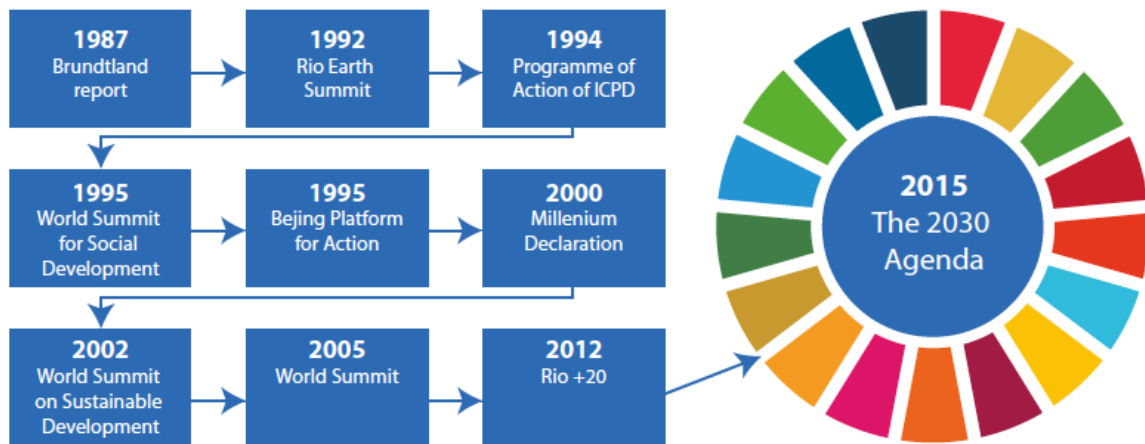 1987
Brundtland
report
1992
Rio Earth
Summit
1994
Programme of
Action of ICPD
1995
World Summit
for Social
Development
1995
Bejing Platform
for Action
2000
Millenium
Declaration
2002
World Summit
on Sustainable
Development
2005
World Summit
2012
Rio +20
2015
The 2030
Agenda